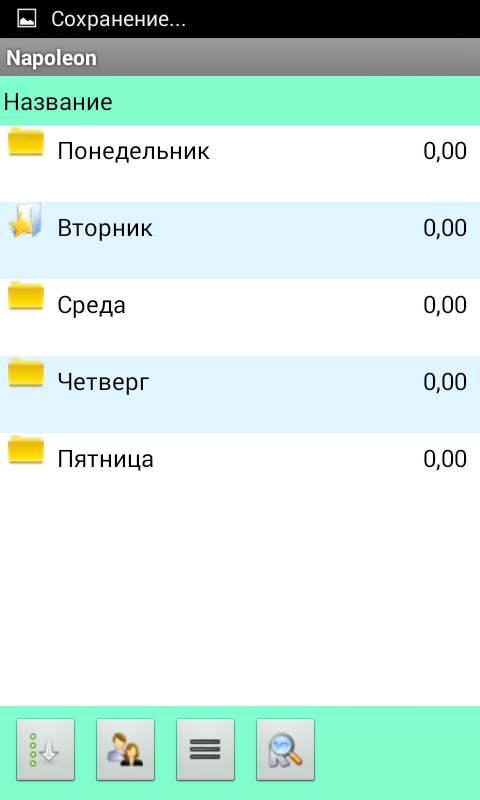 Сохранение...
Napoleon
Название
Понедельник 0,00
Вторник 0,00
Среда 0,00
Четверг 0,00
Пятница 0,00